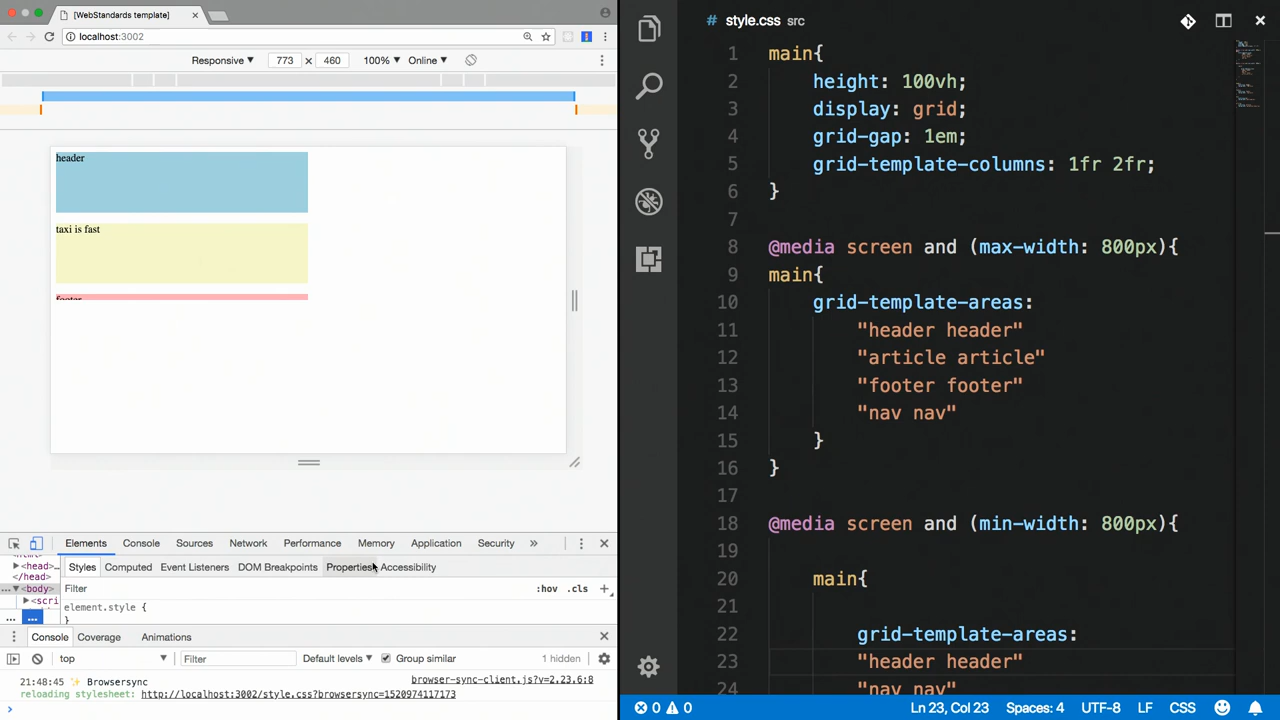 [WebStandards template]
localhost:3002
Responsive ▼ 773 × 460 100% ▼ Online ▼
header
taxi is fast
footer
Elements Console Sources Network Performance Memory Application Security »
<head>…
</head>
Styles Computed Event Listeners DOM Breakpoints Properties Accessibility
... ▼<body>
Filter :hov .cls +
▶<scri
element.style {
}
... ...
Console Coverage Animations
top ▼ Filter Default levels ▼ Group similar 1 hidden
21:48:45 ✨ Browsersync browser-sync-client.js?v=2.23.6:8
reloading stylesheet: http://localhost:3002/style.css?browsersync=1520974117173
>
# style.css src
1 main{
2 height: 100vh;
3 display: grid;
4 grid-gap: 1em;
5 grid-template-columns: 1fr 2fr;
6 }
7
8 @media screen and (max-width: 800px){
9 main{
10 grid-template-areas:
11 "header header"
12 "article article"
13 "footer footer"
14 "nav nav"
15 }
16 }
17
18 @media screen and (min-width: 800px){
19
20 main{
21
22 grid-template-areas:
23 "header header"
24 "nav nav"
0 0 Ln 23, Col 23 Spaces: 4 UTF-8 LF CSS